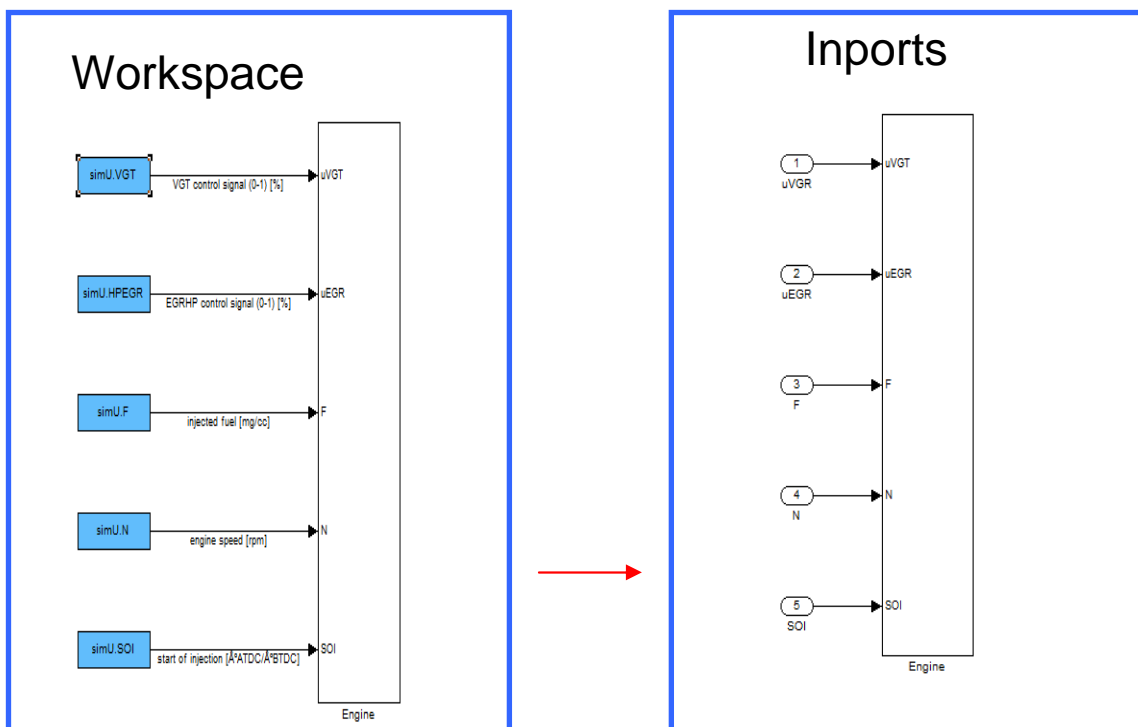 Workspace
simU.VGT
VGT control signal (0-1) [%]
uVGT
simU.HPEGR
EGRHP control signal (0-1) [%]
uEGR
simU.F
injected fuel [mg/cc]
F
simU.N
engine speed [rpm]
N
simU.SOI
start of injection [ÂºATDC/ÂºBTDC]
SOI
Engine
Inports
1
uVGR
uVGT
2
uEGR
uEGR
3
F
F
4
N
N
5
SOI
SOI
Engine